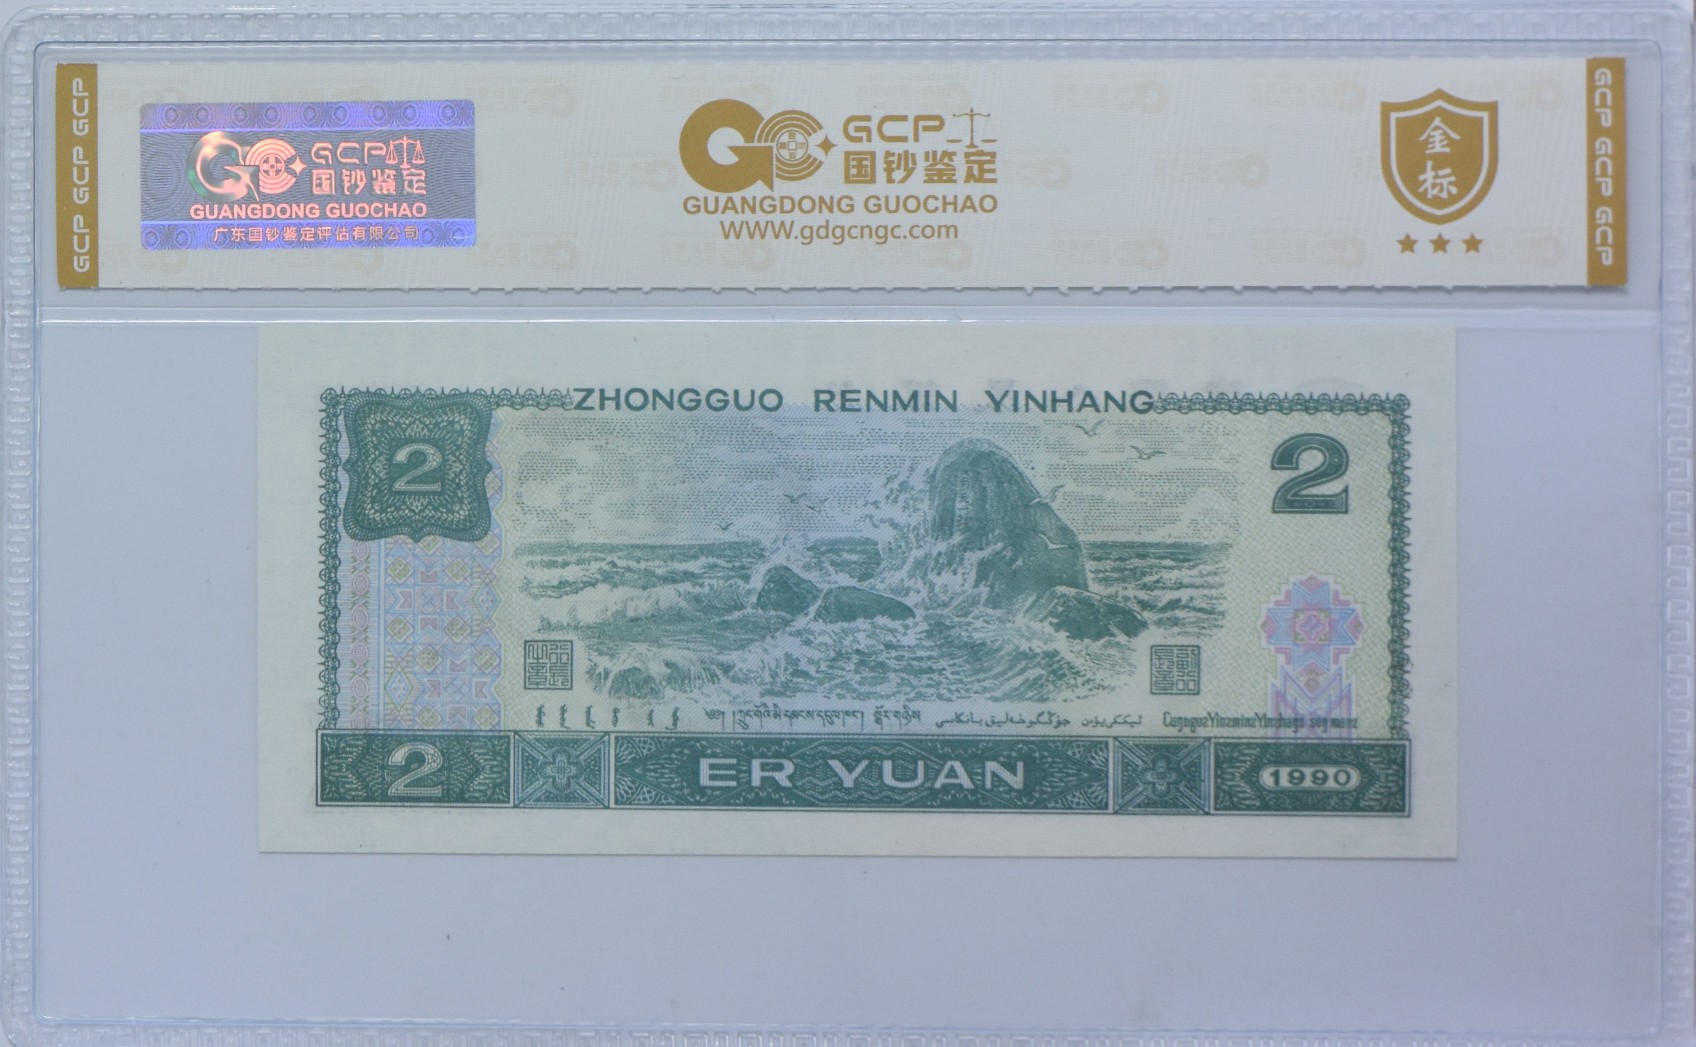 GCP GCP GCP
GCP
国钞鉴定
GUANGDONG GUOCHAO
广东国钞鉴定评估有限公司
GCP
国钞鉴定
GUANGDONG GUOCHAO
WWW.gdgcngc.com
金标
GCP GCP GCP
ZHONGGUO RENMIN YINHANG
2
2
2
ER YUAN
1990